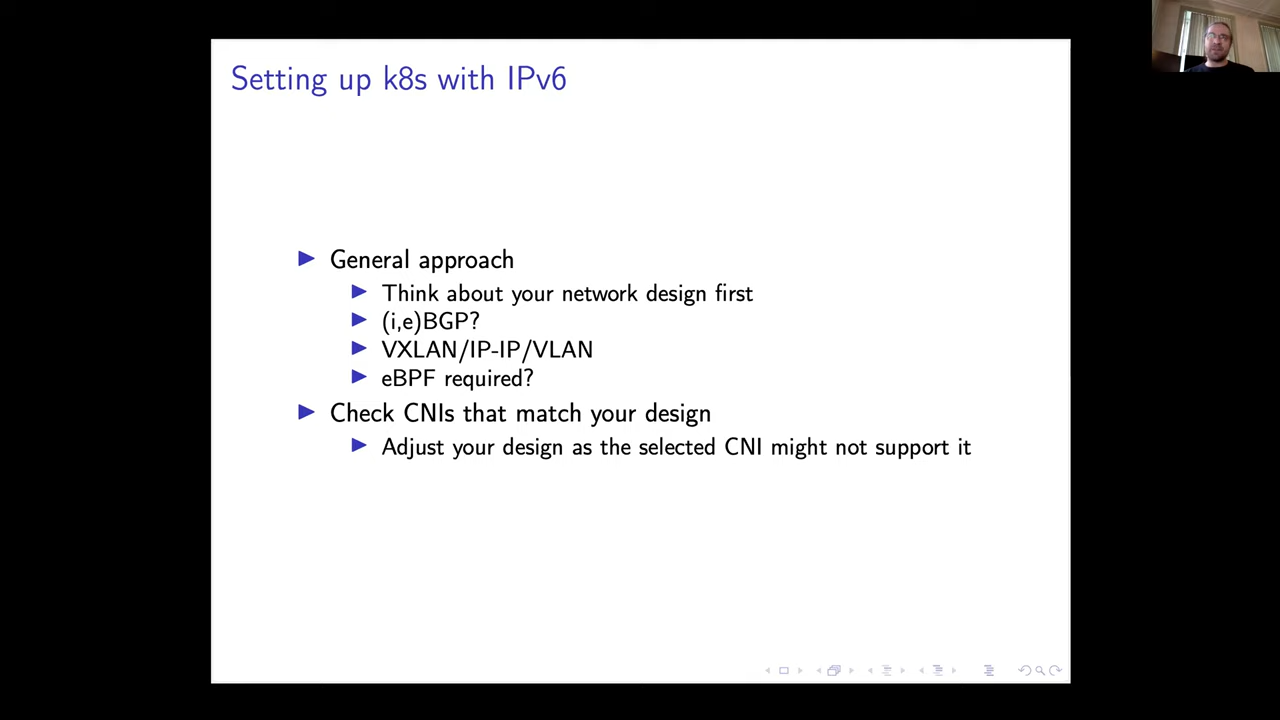 Setting up k8s with IPv6
▶ General approach
▶ Think about your network design first
▶ (i,e)BGP?
▶ VXLAN/IP-IP/VLAN
▶ eBPF required?
▶ Check CNIs that match your design
▶ Adjust your design as the selected CNI might not support it